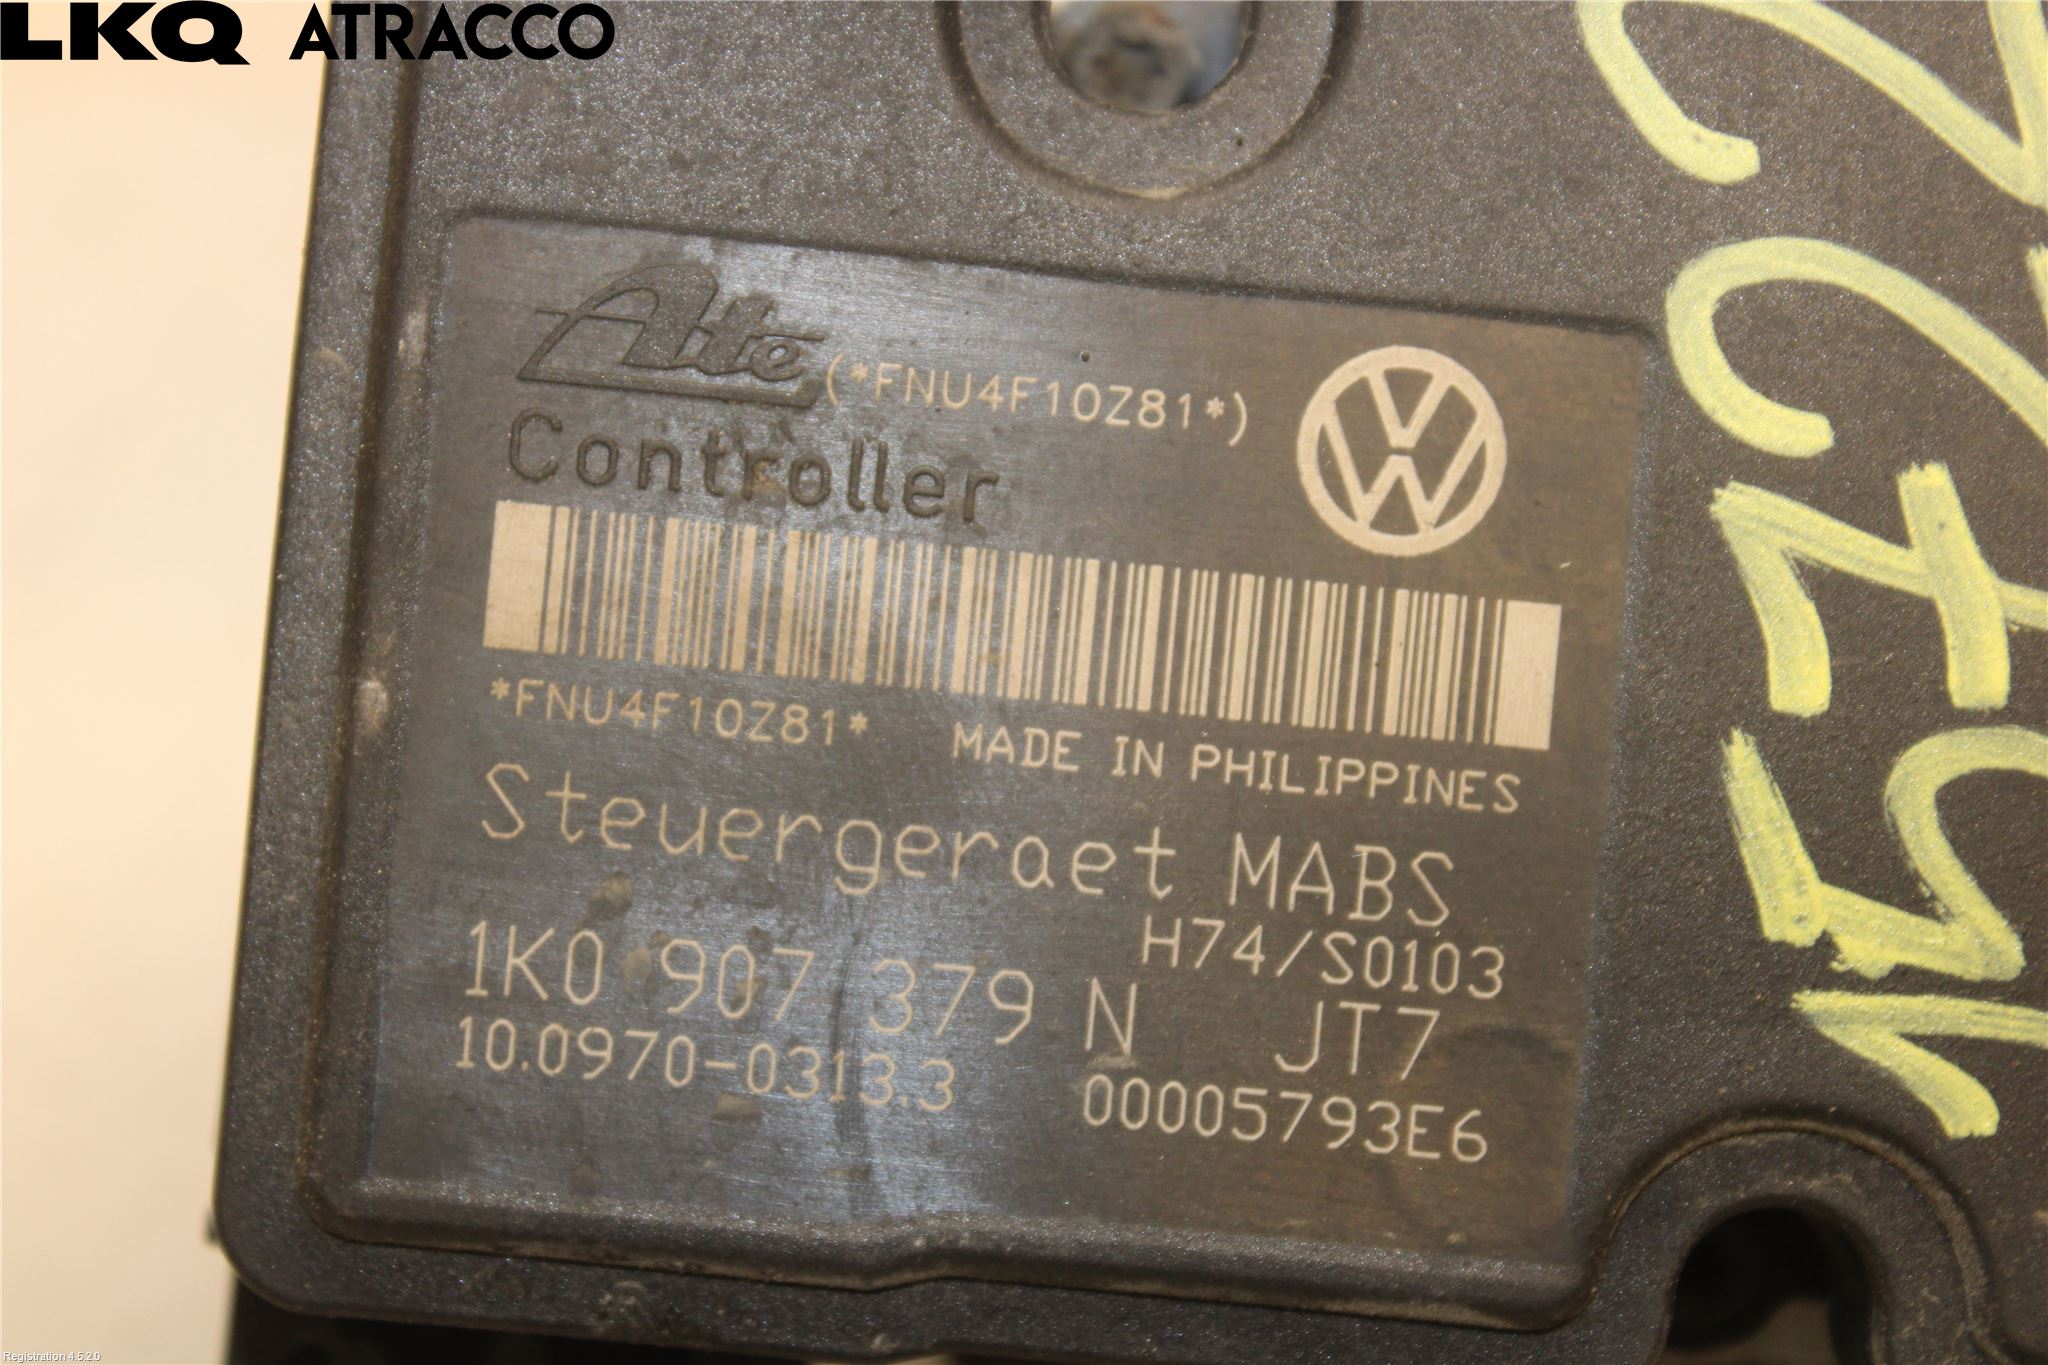 LKQ ATRACCO
Ate (*FNU4F10Z81*)
Controller
*FNU4F10Z81* MADE IN PHILIPPINES
Steuergeraet MABS
H74/S0103
1K0 907 379 N JT7
10.0970-0313.3 00005793E6
Registration 4.5.2.0